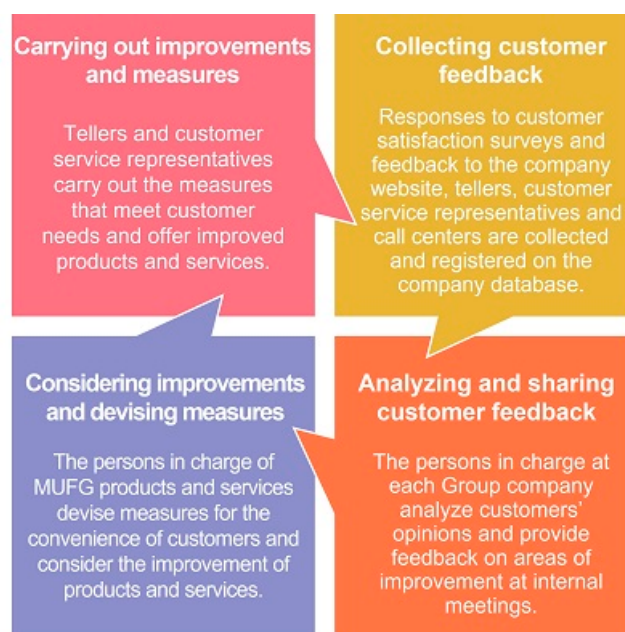 Carrying out improvements
and measures
Tellers and customer
service representatives
carry out the measures
that meet customer
needs and offer improved
products and services.
Collecting customer
feedback
Responses to customer
satisfaction surveys and
feedback to the company
website, tellers, customer
service representatives and
call centers are collected
and registered on the
company database.
Considering improvements
and devising measures
The persons in charge of
MUFG products and services
devise measures for the
convenience of customers and
consider the improvement of
products and services.
Analyzing and sharing
customer feedback
The persons in charge at
each Group company
analyze customers’
opinions and provide
feedback on areas of
improvement at internal
meetings.